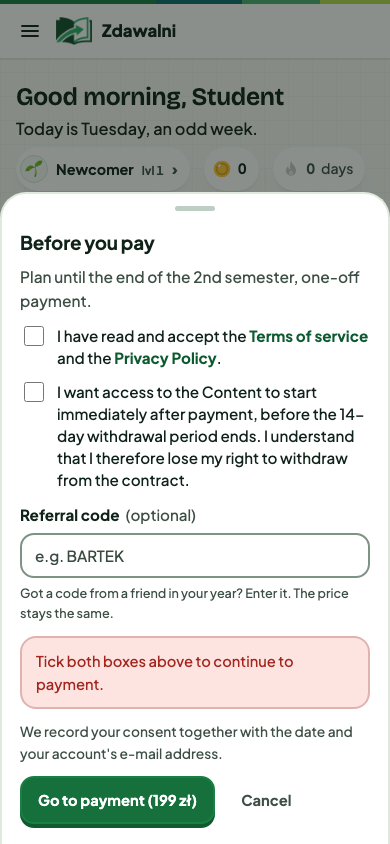 Zdawalni
Good morning, Student
Today is Tuesday, an odd week.
Newcomer lvl 1 ›
0
0 days
Before you pay
Plan until the end of the 2nd semester, one-off
payment.
I have read and accept the Terms of service
and the Privacy Policy.
I want access to the Content to start
immediately after payment, before the 14-
day withdrawal period ends. I understand
that I therefore lose my right to withdraw
from the contract.
Referral code (optional)
e.g. BARTEK
Got a code from a friend in your year? Enter it. The price
stays the same.
Tick both boxes above to continue to
payment.
We record your consent together with the date and
your account's e-mail address.
Go to payment (199 zł)
Cancel